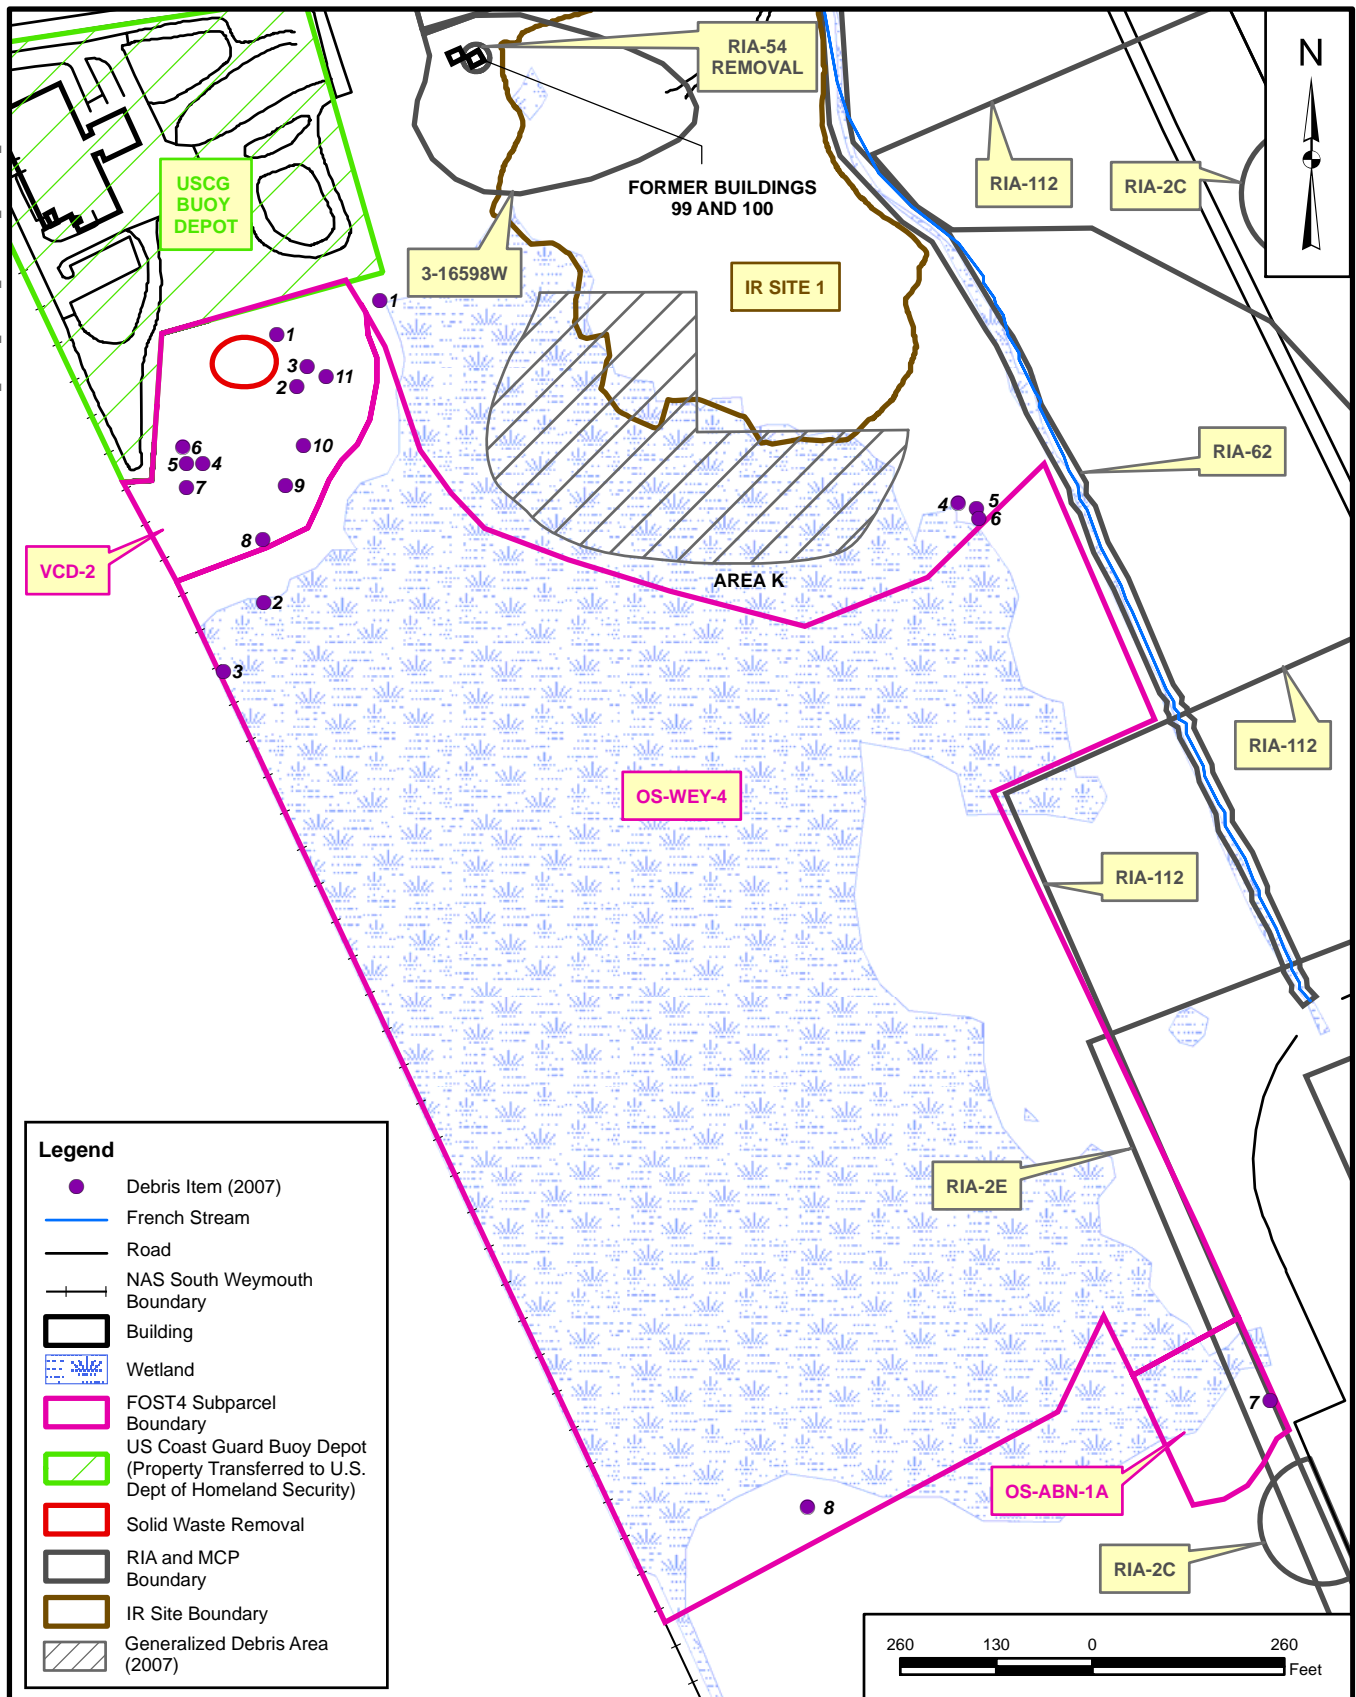 RIA-54
REMOVAL
N
USCG
BUOY
DEPOT
FORMER BUILDINGS
99 AND 100
RIA-112
RIA-2C
3-16598W
IR SITE 1
1
1
3
11
2
10
6
5
4
7
9
8
RIA-62
4
5
6
VCD-2
AREA K
2
3
RIA-112
OS-WEY-4
RIA-112
RIA-2E
7
OS-ABN-1A
8
RIA-2C
Legend
Debris Item (2007)
French Stream
Road
NAS South Weymouth
Boundary
Building
Wetland
FOST4 Subparcel
Boundary
US Coast Guard Buoy Depot
(Property Transferred to U.S.
Dept of Homeland Security)
Solid Waste Removal
RIA and MCP
Boundary
IR Site Boundary
Generalized Debris Area
(2007)
260 130 0 260
Feet